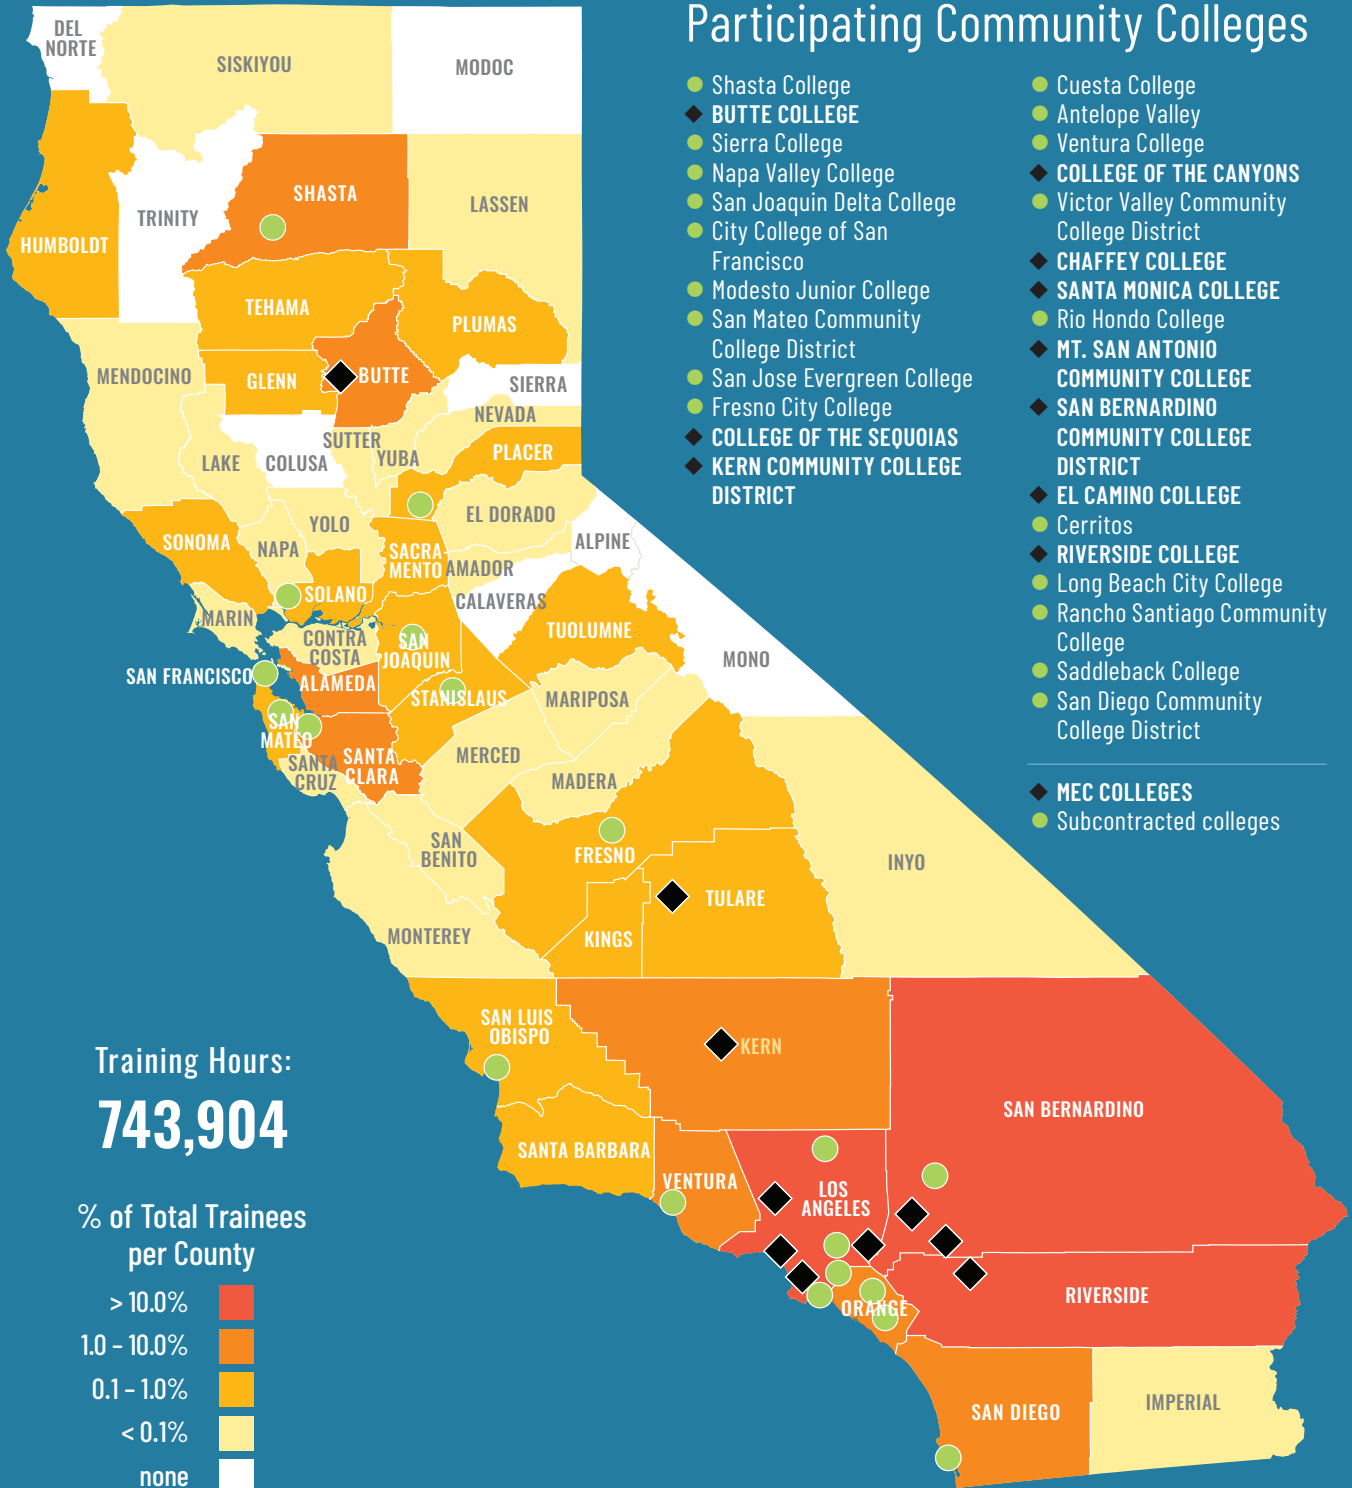 Participating Community Colleges
Shasta College
BUTTE COLLEGE
Sierra College
Napa Valley College
San Joaquin Delta College
City College of San
Francisco
Modesto Junior College
San Mateo Community
College District
San Jose Evergreen College
Fresno City College
COLLEGE OF THE SEQUOIAS
KERN COMMUNITY COLLEGE
DISTRICT
Cuesta College
Antelope Valley
Ventura College
COLLEGE OF THE CANYONS
Victor Valley Community
College District
CHAFFEY COLLEGE
SANTA MONICA COLLEGE
Rio Hondo College
MT. SAN ANTONIO
COMMUNITY COLLEGE
SAN BERNARDINO
COMMUNITY COLLEGE
DISTRICT
EL CAMINO COLLEGE
Cerritos
RIVERSIDE COLLEGE
Long Beach City College
Rancho Santiago Community
College
Saddleback College
San Diego Community
College District
MEC COLLEGES
Subcontracted colleges
DEL
NORTE
SISKIYOU
MODOC
HUMBOLDT
TRINITY
SHASTA
LASSEN
TEHAMA
PLUMAS
MENDOCINO
GLENN
BUTTE
SIERRA
NEVADA
LAKE
COLUSA
SUTTER
YUBA
PLACER
EL DORADO
SONOMA
NAPA
YOLO
SACRA-
MENTO
AMADOR
ALPINE
SOLANO
CALAVERAS
MARIN
CONTRA
COSTA
SAN
JOAQUIN
TUOLUMNE
MONO
SAN FRANCISCO
ALAMEDA
STANISLAUS
MARIPOSA
SAN
MATEO
SANTA
CLARA
SANTA
CRUZ
MERCED
MADERA
SAN
BENITO
FRESNO
INYO
TULARE
KINGS
MONTEREY
SAN LUIS
OBISPO
KERN
SAN BERNARDINO
SANTA BARBARA
VENTURA
LOS
ANGELES
ORANGE
RIVERSIDE
SAN DIEGO
IMPERIAL
Training Hours:
743,904
% of Total Trainees
per County
> 10.0%
1.0 – 10.0%
0.1 – 1.0%
< 0.1%
none